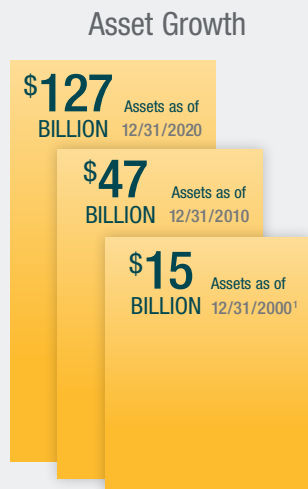 Asset Growth
$127 Assets as of
BILLION 12/31/2020
$47 Assets as of
BILLION 12/31/2010
$15 Assets as of
BILLION 12/31/2000¹